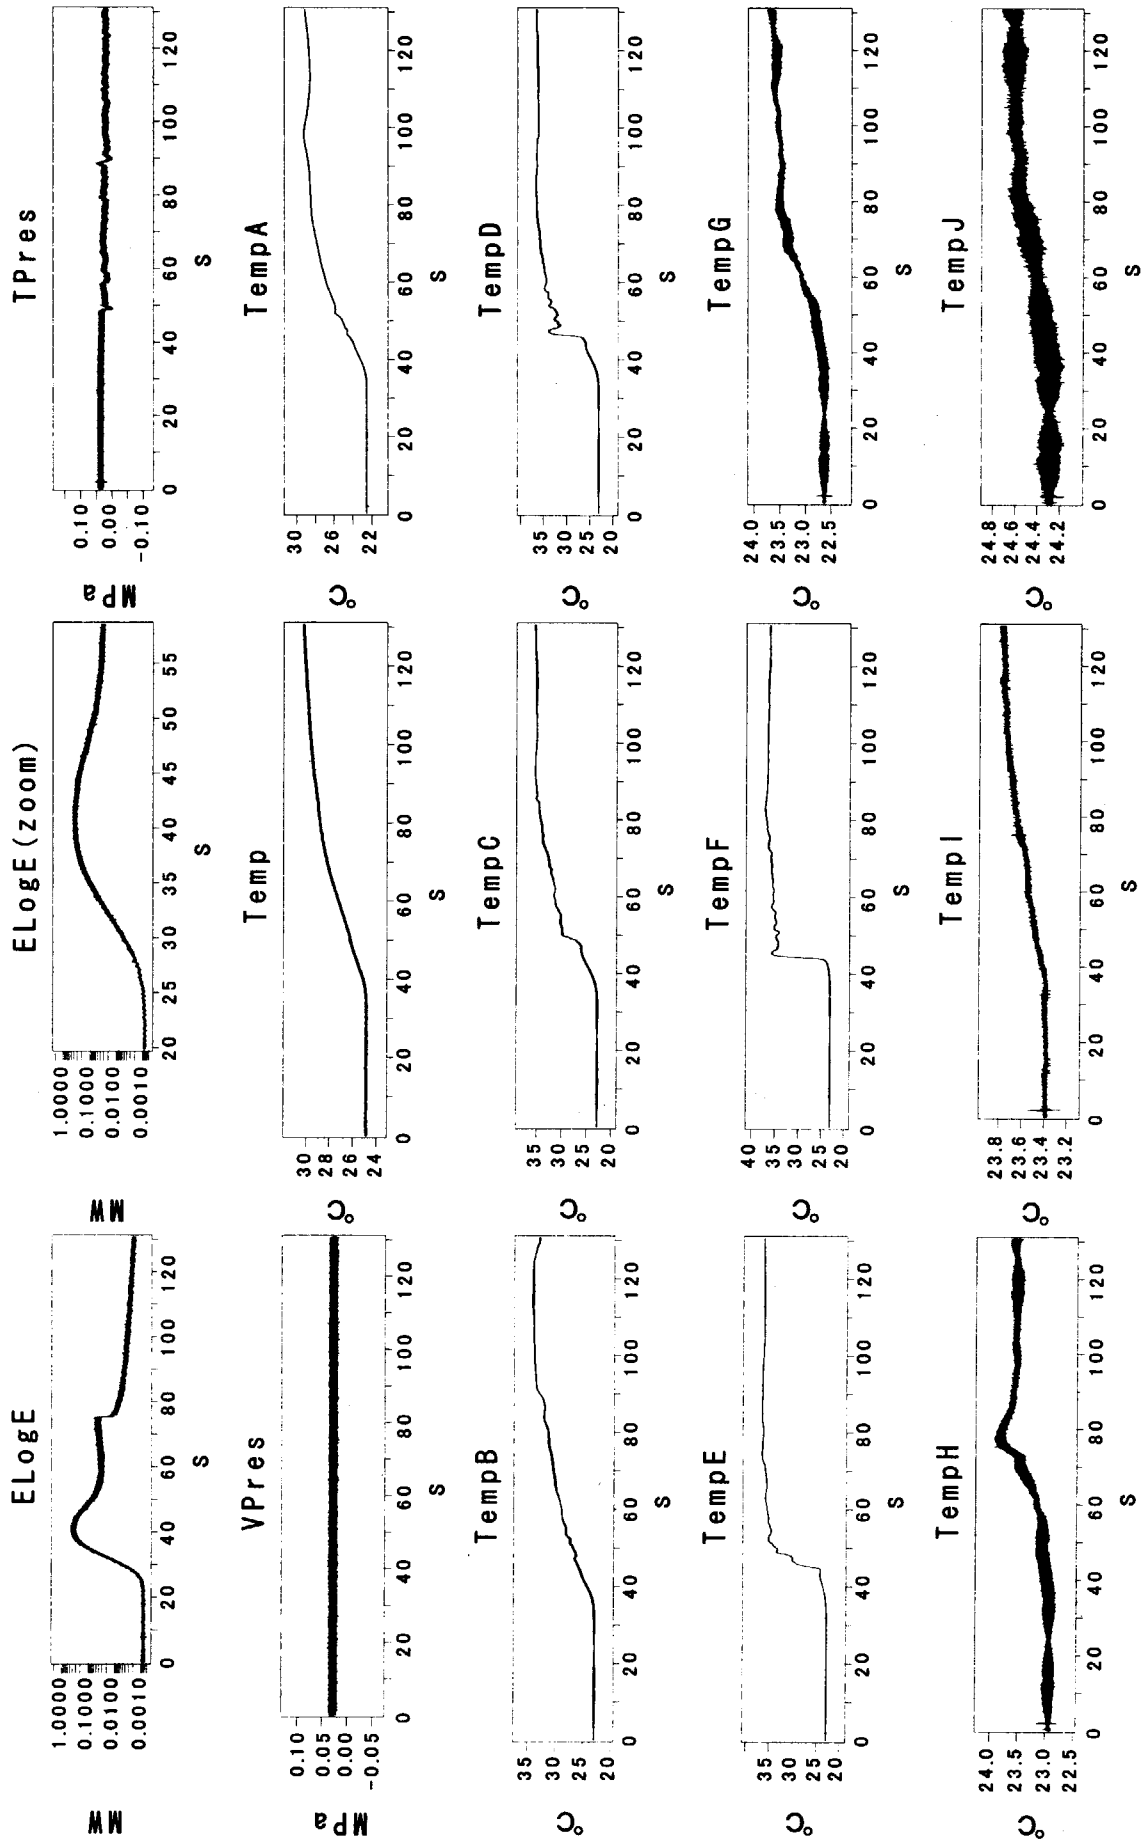 ELogE
MW
1.0000
0.1000
0.0100
0.0010
0 20 40 60 80 100 120
S
ELogE(zoom)
MW
1.0000
0.1000
0.0100
0.0010
20 25 30 35 40 45 50 55
S
TPres
MPa
0.10
0.00
-0.10
0 20 40 60 80 100 120
S
VPres
MPa
0.10
0.05
0.00
-0.05
0 20 40 60 80 100 120
S
Temp
°C
30
28
26
24
0 20 40 60 80 100 120
S
TempA
°C
30
26
22
0 20 40 60 80 100 120
S
TempB
°C
35
30
25
20
0 20 40 60 80 100 120
S
TempC
°C
35
30
25
20
0 20 40 60 80 100 120
S
TempD
°C
35
30
25
20
0 20 40 60 80 100 120
S
TempE
°C
35
30
25
20
0 20 40 60 80 100 120
S
TempF
°C
40
35
30
25
20
0 20 40 60 80 100 120
S
TempG
°C
24.0
23.5
23.0
22.5
0 20 40 60 80 100 120
S
TempH
°C
24.0
23.5
23.0
22.5
0 20 40 60 80 100 120
S
TempI
°C
23.8
23.6
23.4
23.2
0 20 40 60 80 100 120
S
TempJ
°C
24.8
24.6
24.4
24.2
0 20 40 60 80 100 120
S